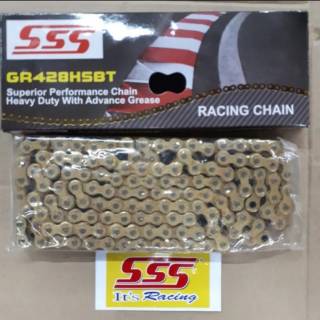 SSS
GR428HSBT
Superior Performance Chain
Heavy Duty With Advance Grease
RACING CHAIN
SSS
It's Racing